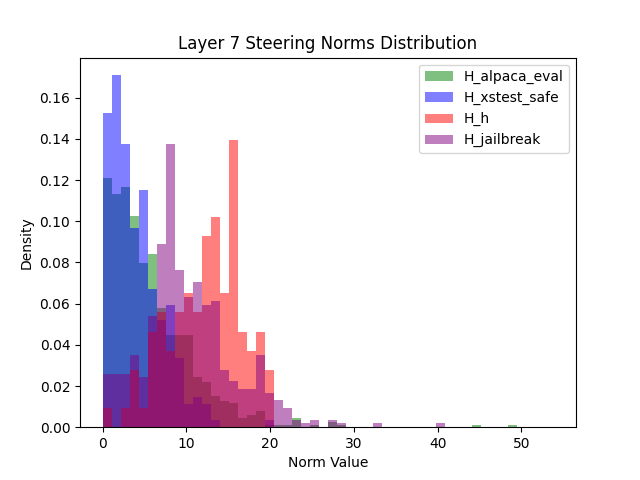 Layer 7 Steering Norms Distribution
H_alpaca_eval
H_xstest_safe
H_h
H_jailbreak
Density
0.16
0.14
0.12
0.10
0.08
0.06
0.04
0.02
0.00
0 10 20 30 40 50
Norm Value